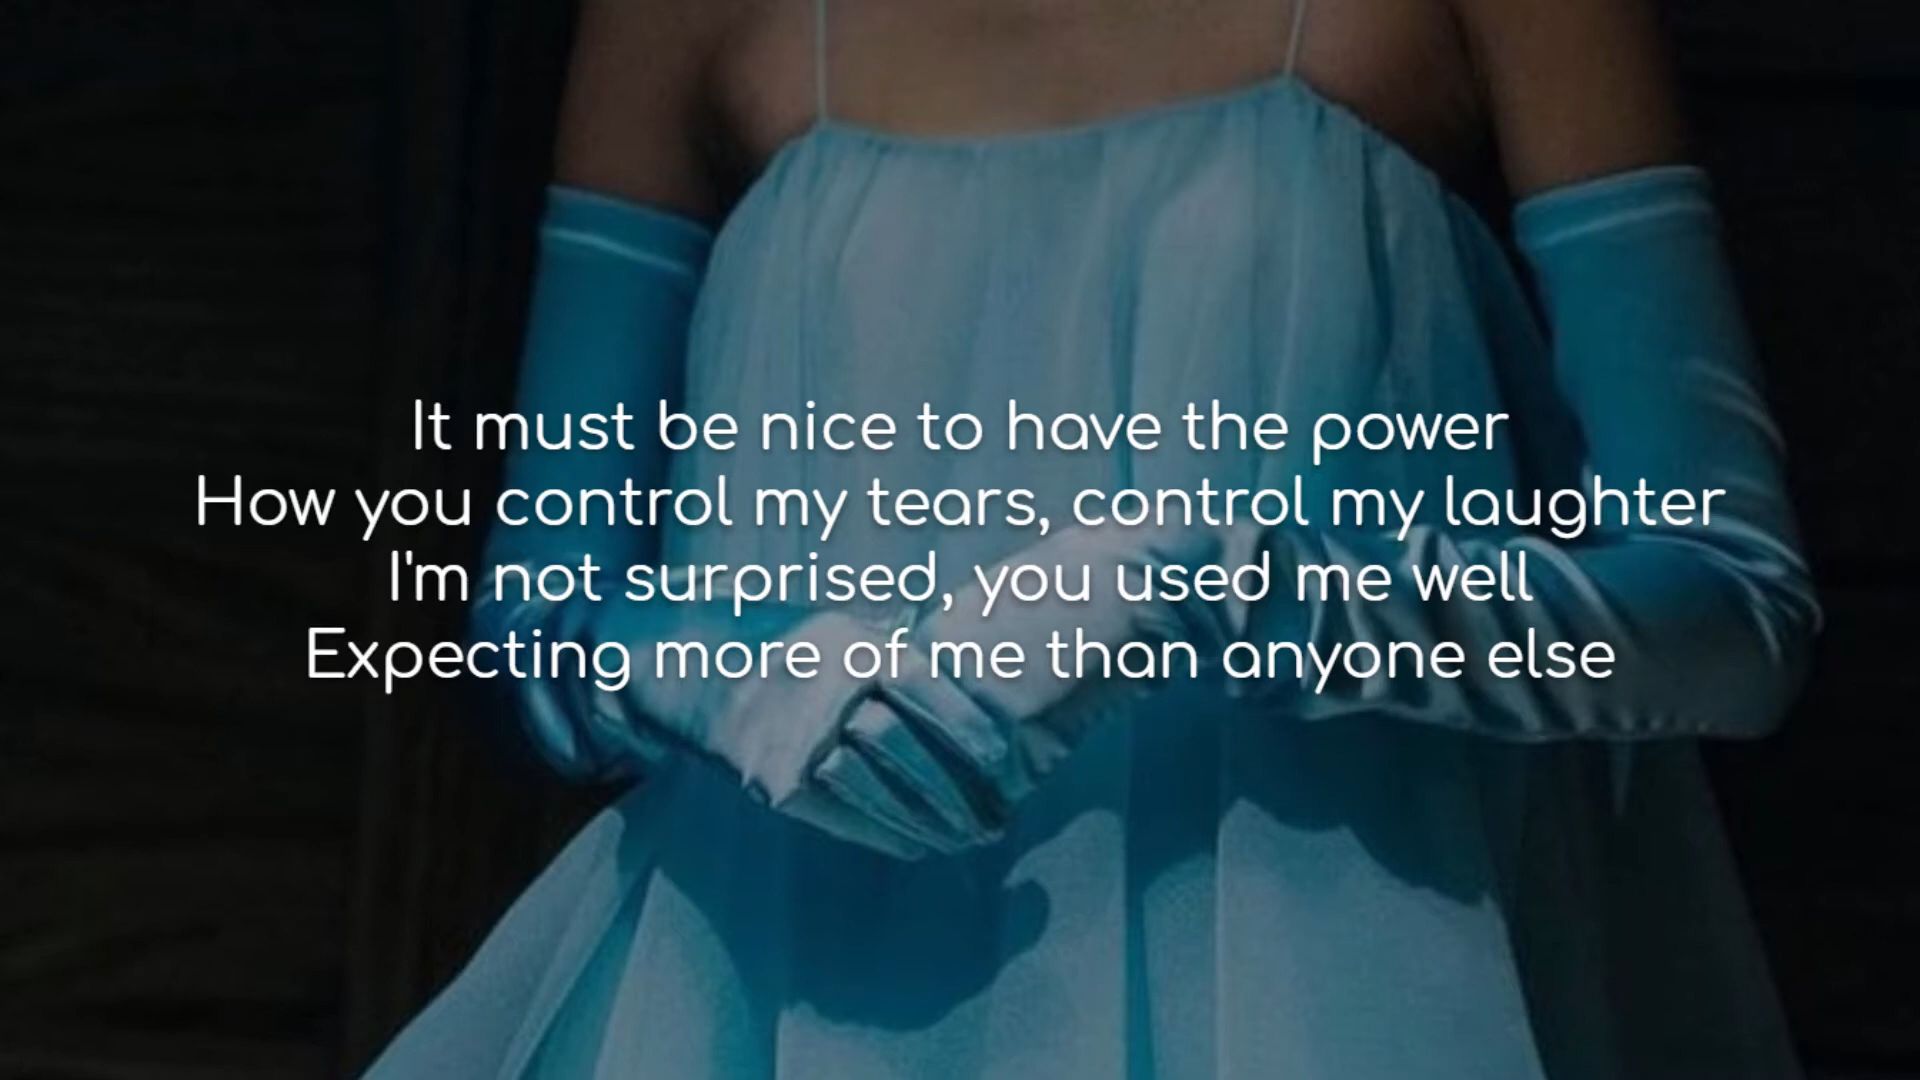 It must be nice to have the power
How you control my tears, control my laughter
I'm not surprised, you used me well
Expecting more of me than anyone else